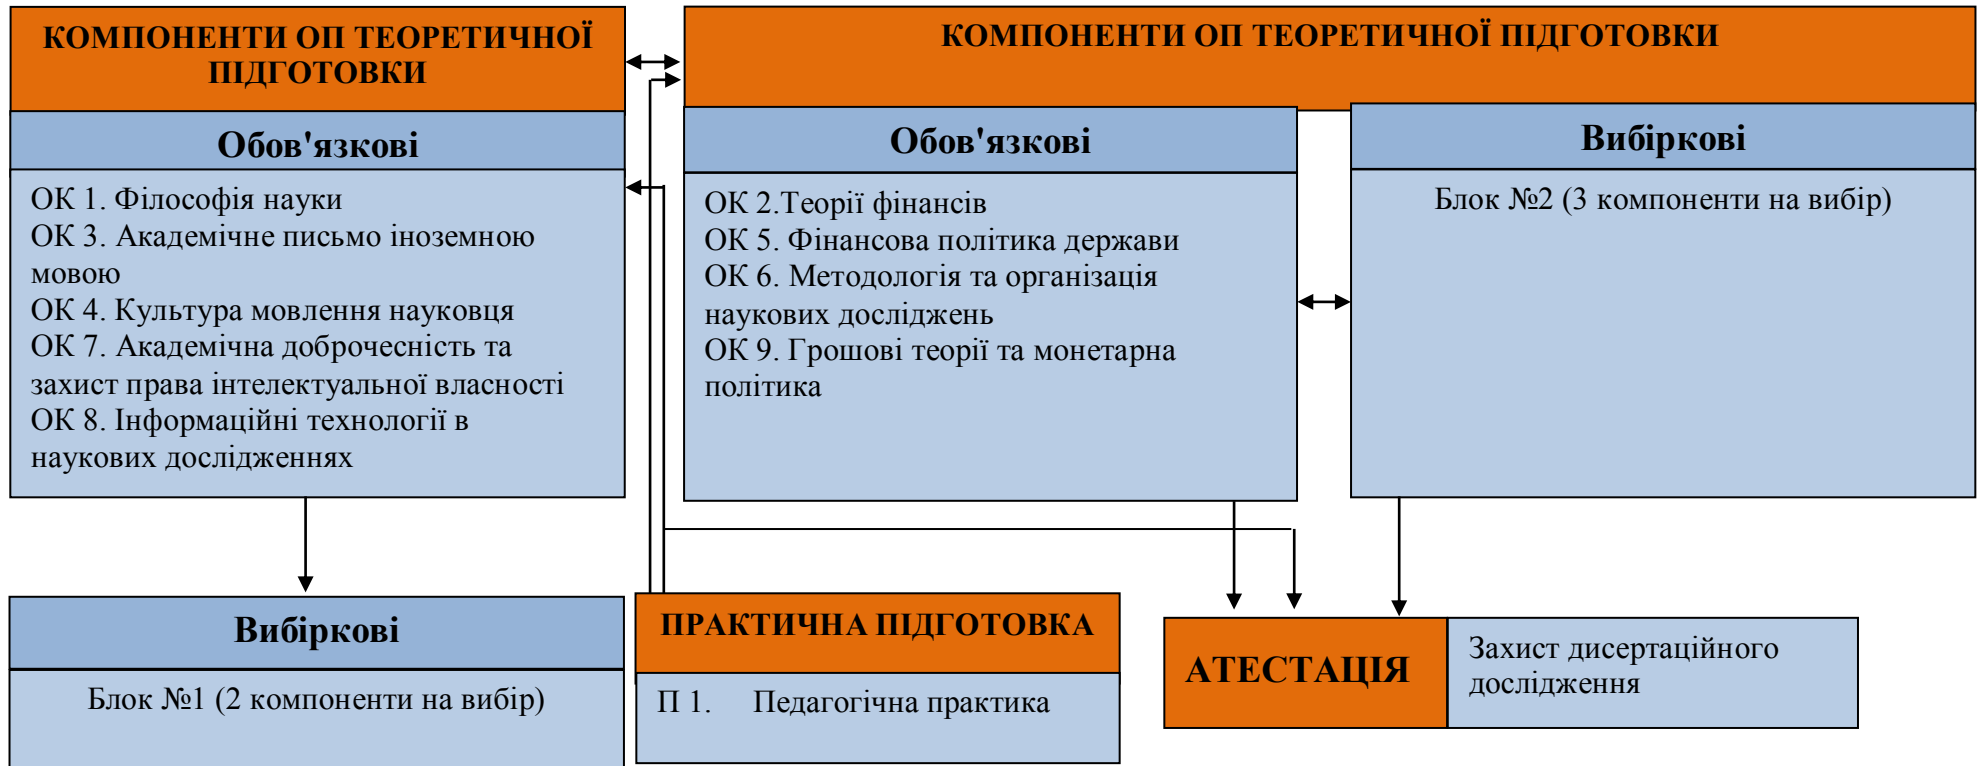 КОМПОНЕНТИ ОП ТЕОРЕТИЧНОЇ
ПІДГОТОВКИ
Обов'язкові
ОК 1. Філософія науки
ОК 3. Академічне письмо іноземною
мовою
ОК 4. Культура мовлення науковця
ОК 7. Академічна доброчесність та
захист права інтелектуальної власності
ОК 8. Інформаційні технології в
наукових дослідженнях
КОМПОНЕНТИ ОП ТЕОРЕТИЧНОЇ ПІДГОТОВКИ
Обов'язкові
ОК 2.Теорії фінансів
ОК 5. Фінансова політика держави
ОК 6. Методологія та організація
наукових досліджень
ОК 9. Грошові теорії та монетарна
політика
Вибіркові
Блок №2 (3 компоненти на вибір)
Вибіркові
Блок №1 (2 компоненти на вибір)
ПРАКТИЧНА ПІДГОТОВКА
П 1. Педагогічна практика
АТЕСТАЦІЯ
Захист дисертаційного
дослідження